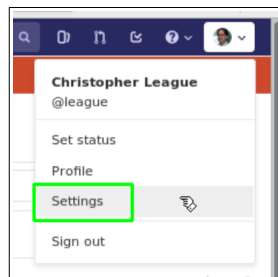 Christopher League
@league
Set status
Profile
Settings
Sign out